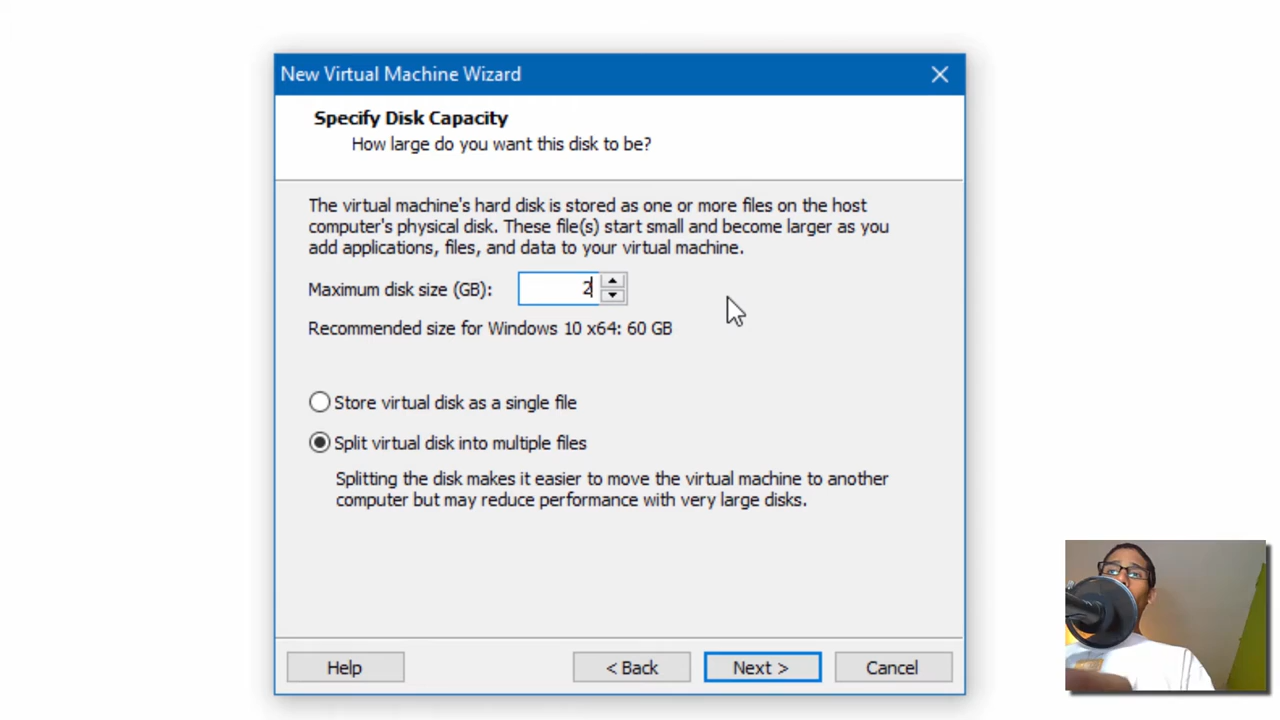 New Virtual Machine Wizard
Specify Disk Capacity
How large do you want this disk to be?
The virtual machine's hard disk is stored as one or more files on the host
computer's physical disk. These file(s) start small and become larger as you
add applications, files, and data to your virtual machine.
Maximum disk size (GB): 2
Recommended size for Windows 10 x64: 60 GB
Store virtual disk as a single file
Split virtual disk into multiple files
Splitting the disk makes it easier to move the virtual machine to another
computer but may reduce performance with very large disks.
Help < Back Next > Cancel